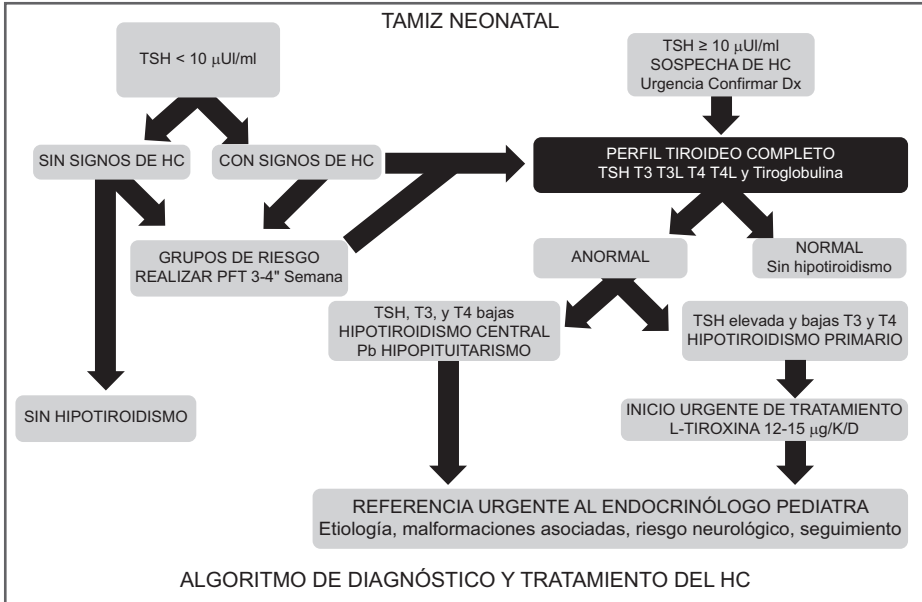 TAMIZ NEONATAL
TSH < 10 μUl/ml
TSH ≥ 10 μUl/ml
SOSPECHA DE HC
Urgencia Confirmar Dx
SIN SIGNOS DE HC
CON SIGNOS DE HC
PERFIL TIROIDEO COMPLETO
TSH T3 T3L T4 T4L y Tiroglobulina
GRUPOS DE RIESGO
REALIZAR PFT 3-4" Semana
ANORMAL
NORMAL
Sin hipotiroidismo
TSH, T3, y T4 bajas
HIPOTIROIDISMO CENTRAL
Pb HIPOPITUITARISMO
TSH elevada y bajas T3 y T4
HIPOTIROIDISMO PRIMARIO
SIN HIPOTIROIDISMO
INICIO URGENTE DE TRATAMIENTO
L-TIROXINA 12-15 μg/K/D
REFERENCIA URGENTE AL ENDOCRINÓLOGO PEDIATRA
Etiología, malformaciones asociadas, riesgo neurológico, seguimiento
ALGORITMO DE DIAGNÓSTICO Y TRATAMIENTO DEL HC